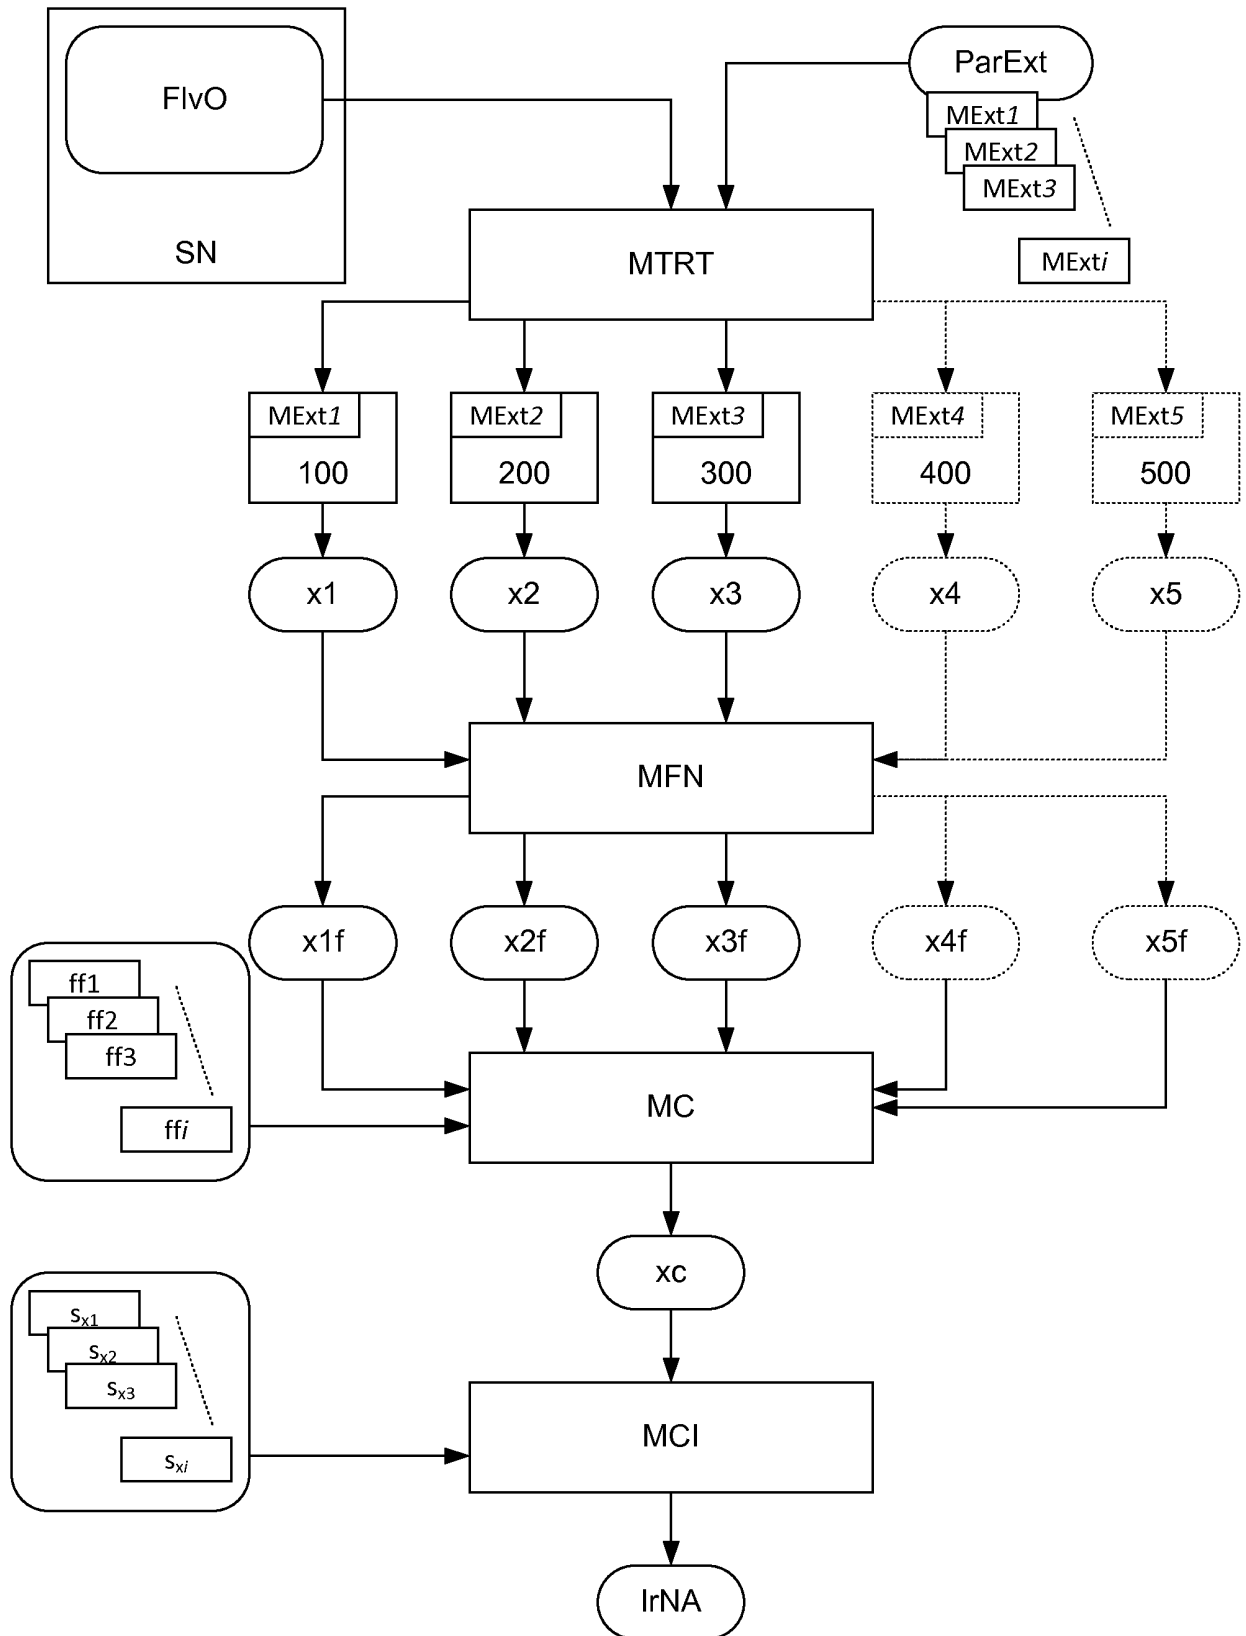 FlvO
SN
ParExt
MExt1
MExt2
MExt3
MExti
MTRT
MExt1
100
MExt2
200
MExt3
300
MExt4
400
MExt5
500
x1
x2
x3
x4
x5
MFN
x1f
x2f
x3f
x4f
x5f
ff1
ff2
ff3
ffi
MC
xc
sx1
sx2
sx3
sxi
MCI
IrNA